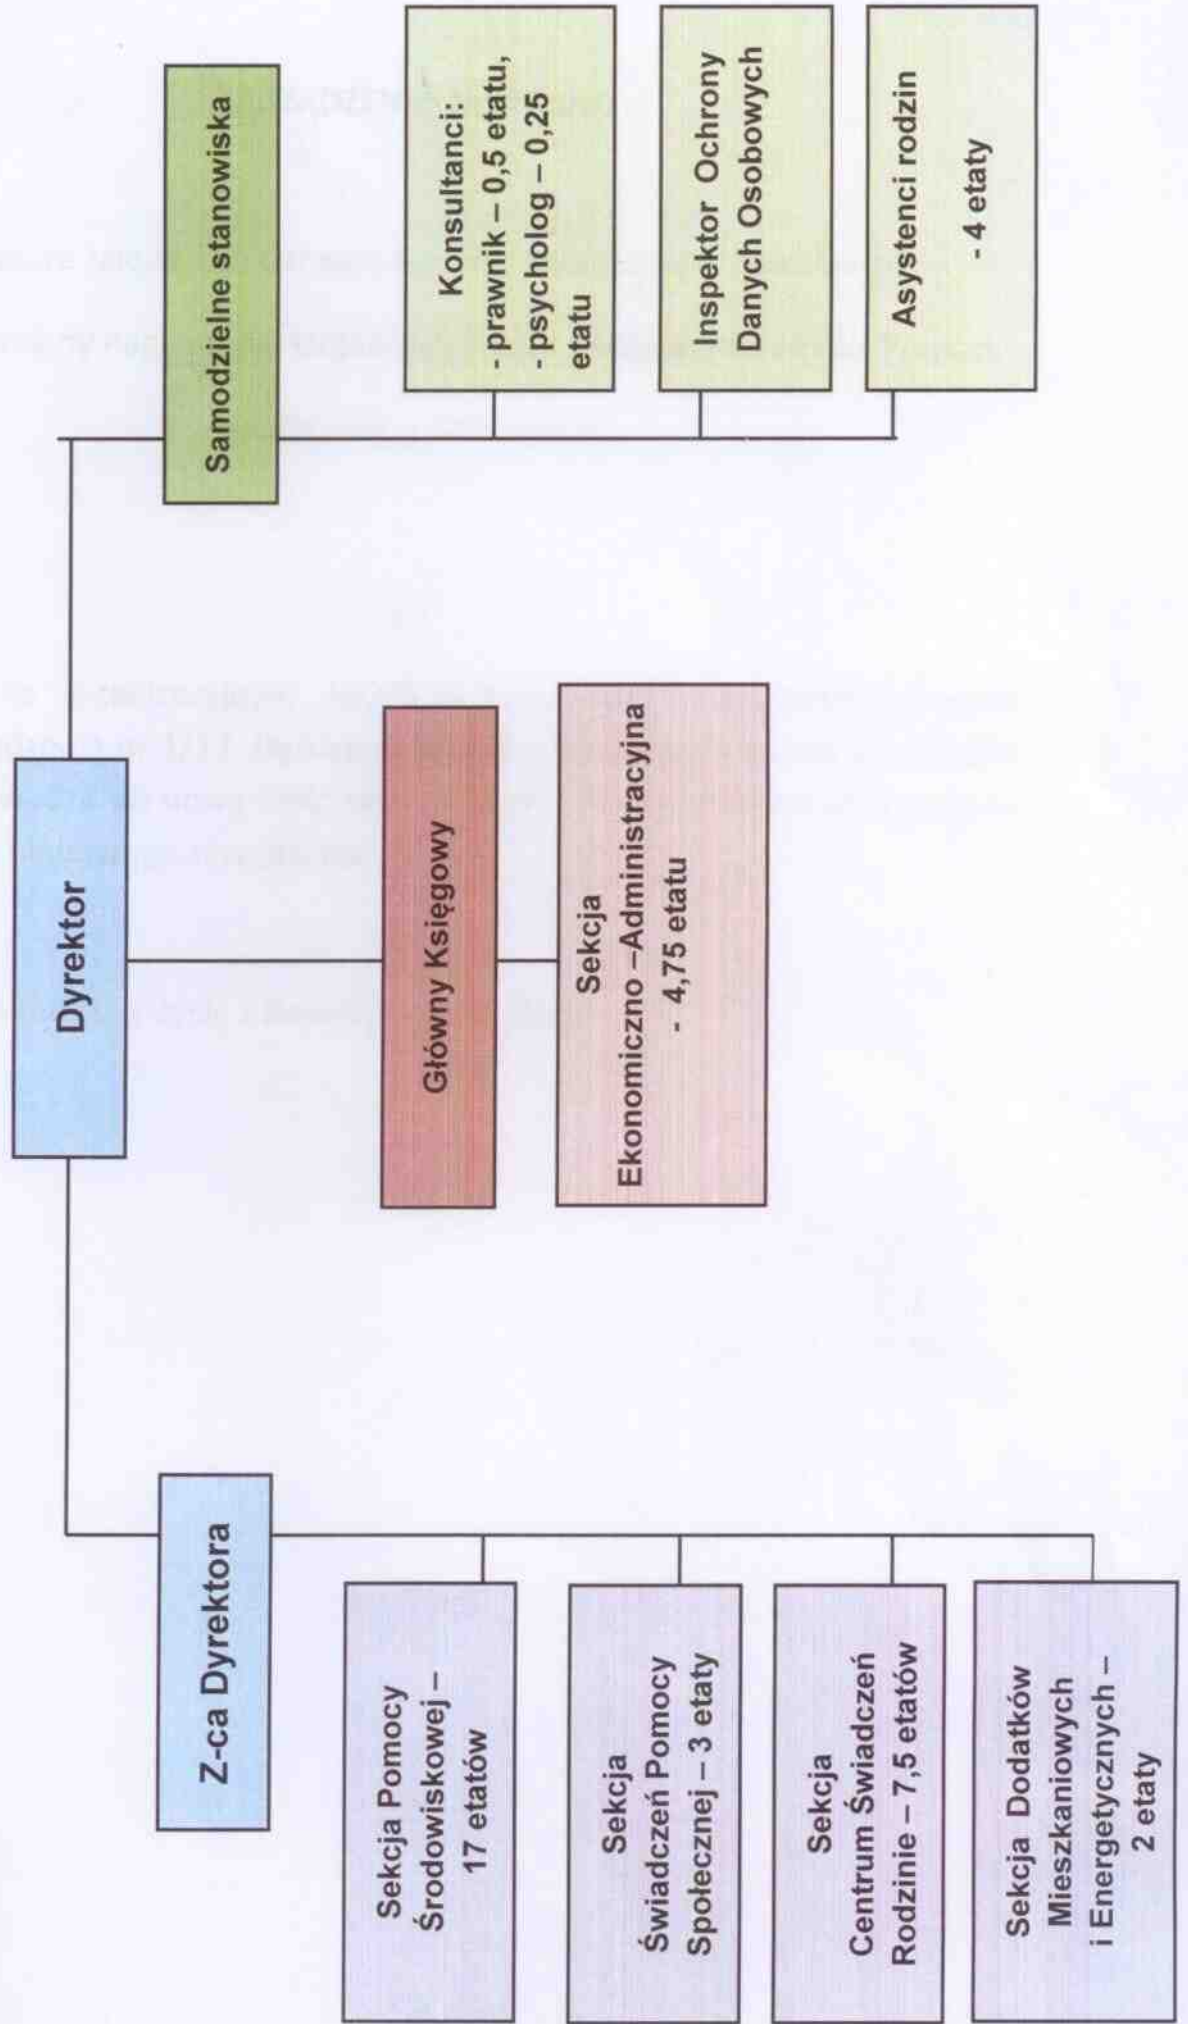 Dyrektor
Z-ca Dyrektora
Sekcja Pomocy
Środowiskowej –
17 etatów
Sekcja
Świadczeń Pomocy
Społecznej – 3 etaty
Sekcja
Centrum Świadczeń
Rodzinie – 7,5 etatów
Sekcja Dodatków
Mieszkaniowych
i Energetycznych –
2 etaty
Główny Księgowy
Sekcja
Ekonomiczno –Administracyjna
- 4,75 etatu
Samodzielne stanowiska
Konsultanci:
- prawnik – 0,5 etatu,
- psycholog – 0,25
etatu
Inspektor Ochrony
Danych Osobowych
Asystenci rodzin
- 4 etaty